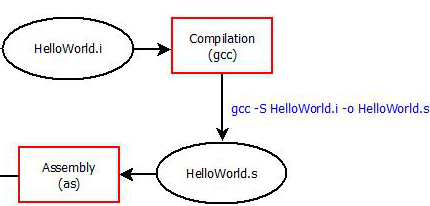 HelloWorld.i
Compilation
(gcc)
gcc -S HelloWorld.i -o HelloWorld.s
Assembly
(as)
HelloWorld.s